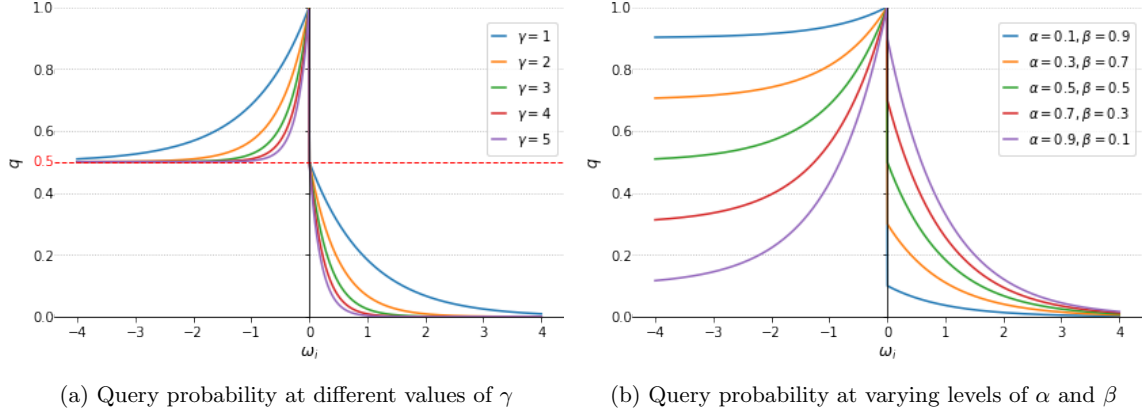 1.0
0.8
0.6
0.5
0.4
0.2
0.0
q
−4 −3 −2 −1 0 1 2 3 4
ω_i
γ = 1
γ = 2
γ = 3
γ = 4
γ = 5
(a) Query probability at different values of γ
1.0
0.8
0.6
0.4
0.2
0.0
q
−4 −3 −2 −1 0 1 2 3 4
ω_i
α = 0.1, β = 0.9
α = 0.3, β = 0.7
α = 0.5, β = 0.5
α = 0.7, β = 0.3
α = 0.9, β = 0.1
(b) Query probability at varying levels of α and β